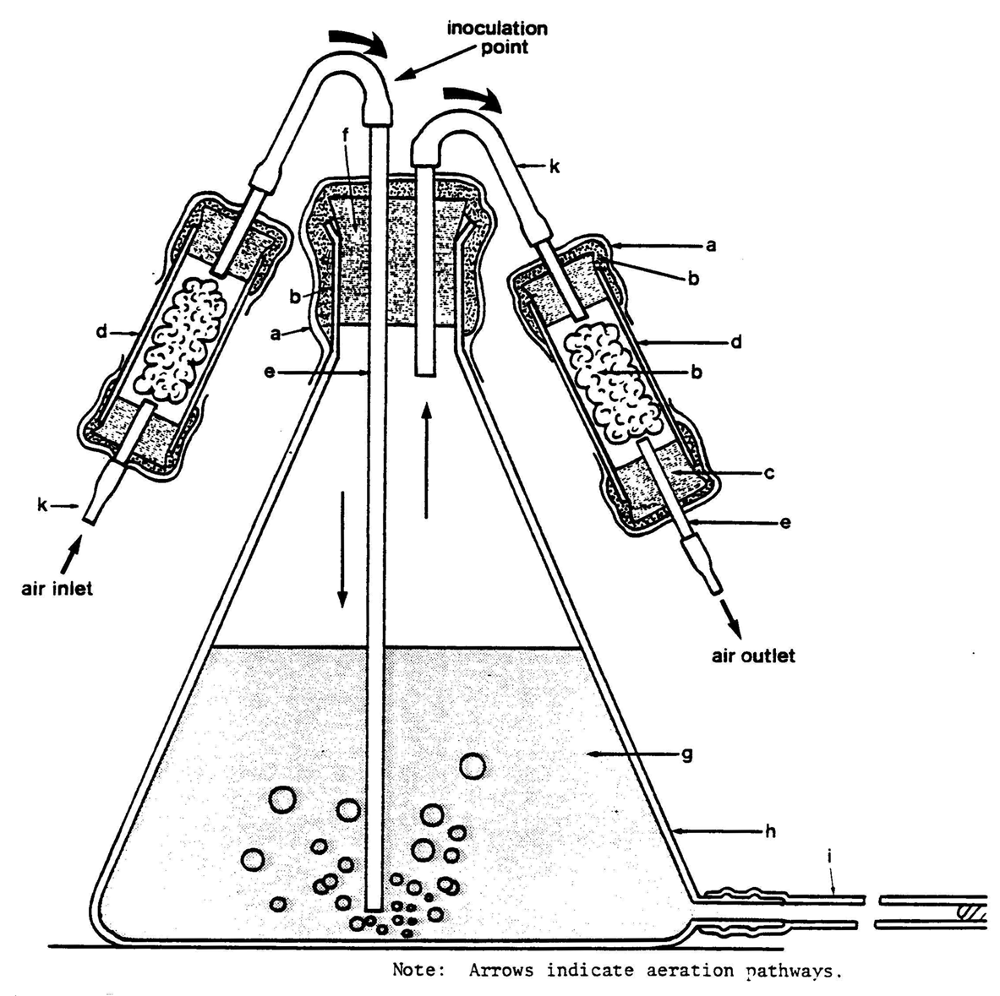 inoculation
point
f
k
a
b
b
d
d
a
b
e
b
c
k
e
air inlet
air outlet
g
h
i
Note: Arrows indicate aeration pathways.